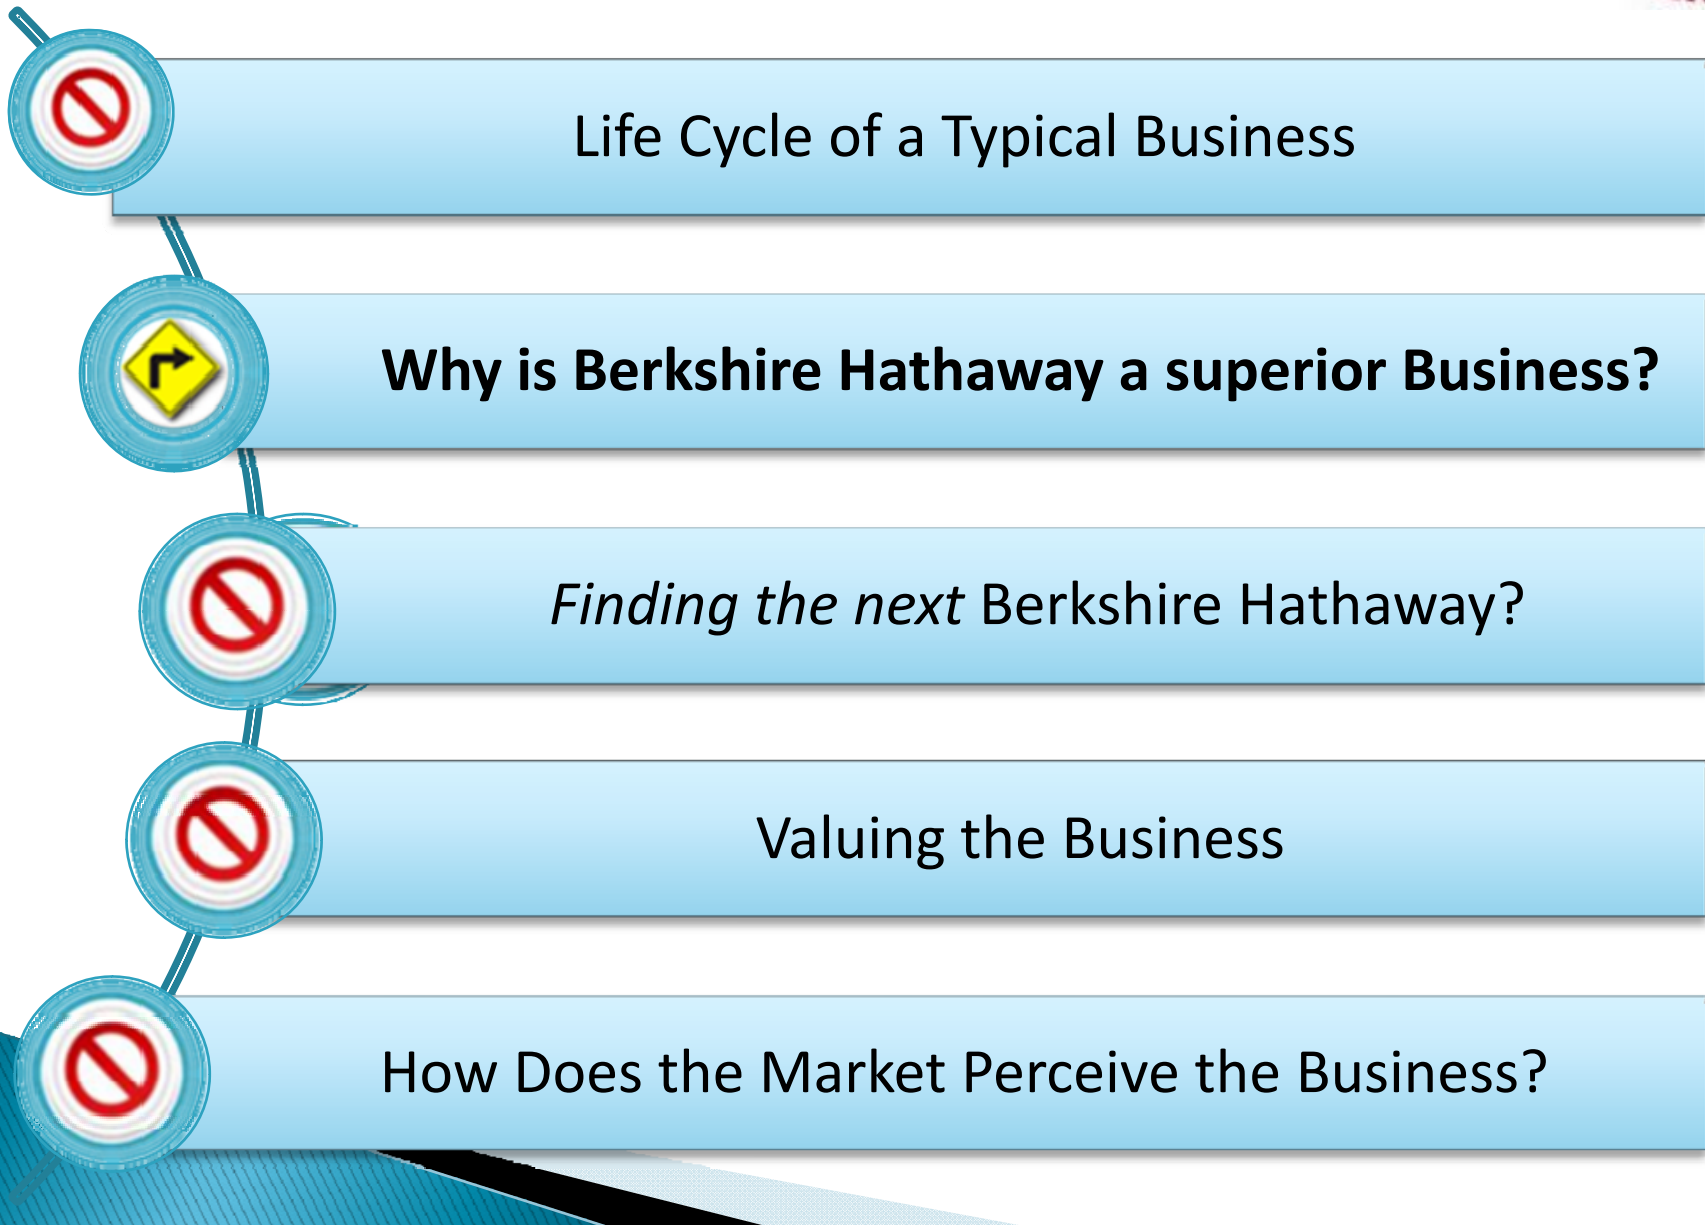 Life Cycle of a Typical Business
Why is Berkshire Hathaway a superior Business?
Finding the next Berkshire Hathaway?
Valuing the Business
How Does the Market Perceive the Business?